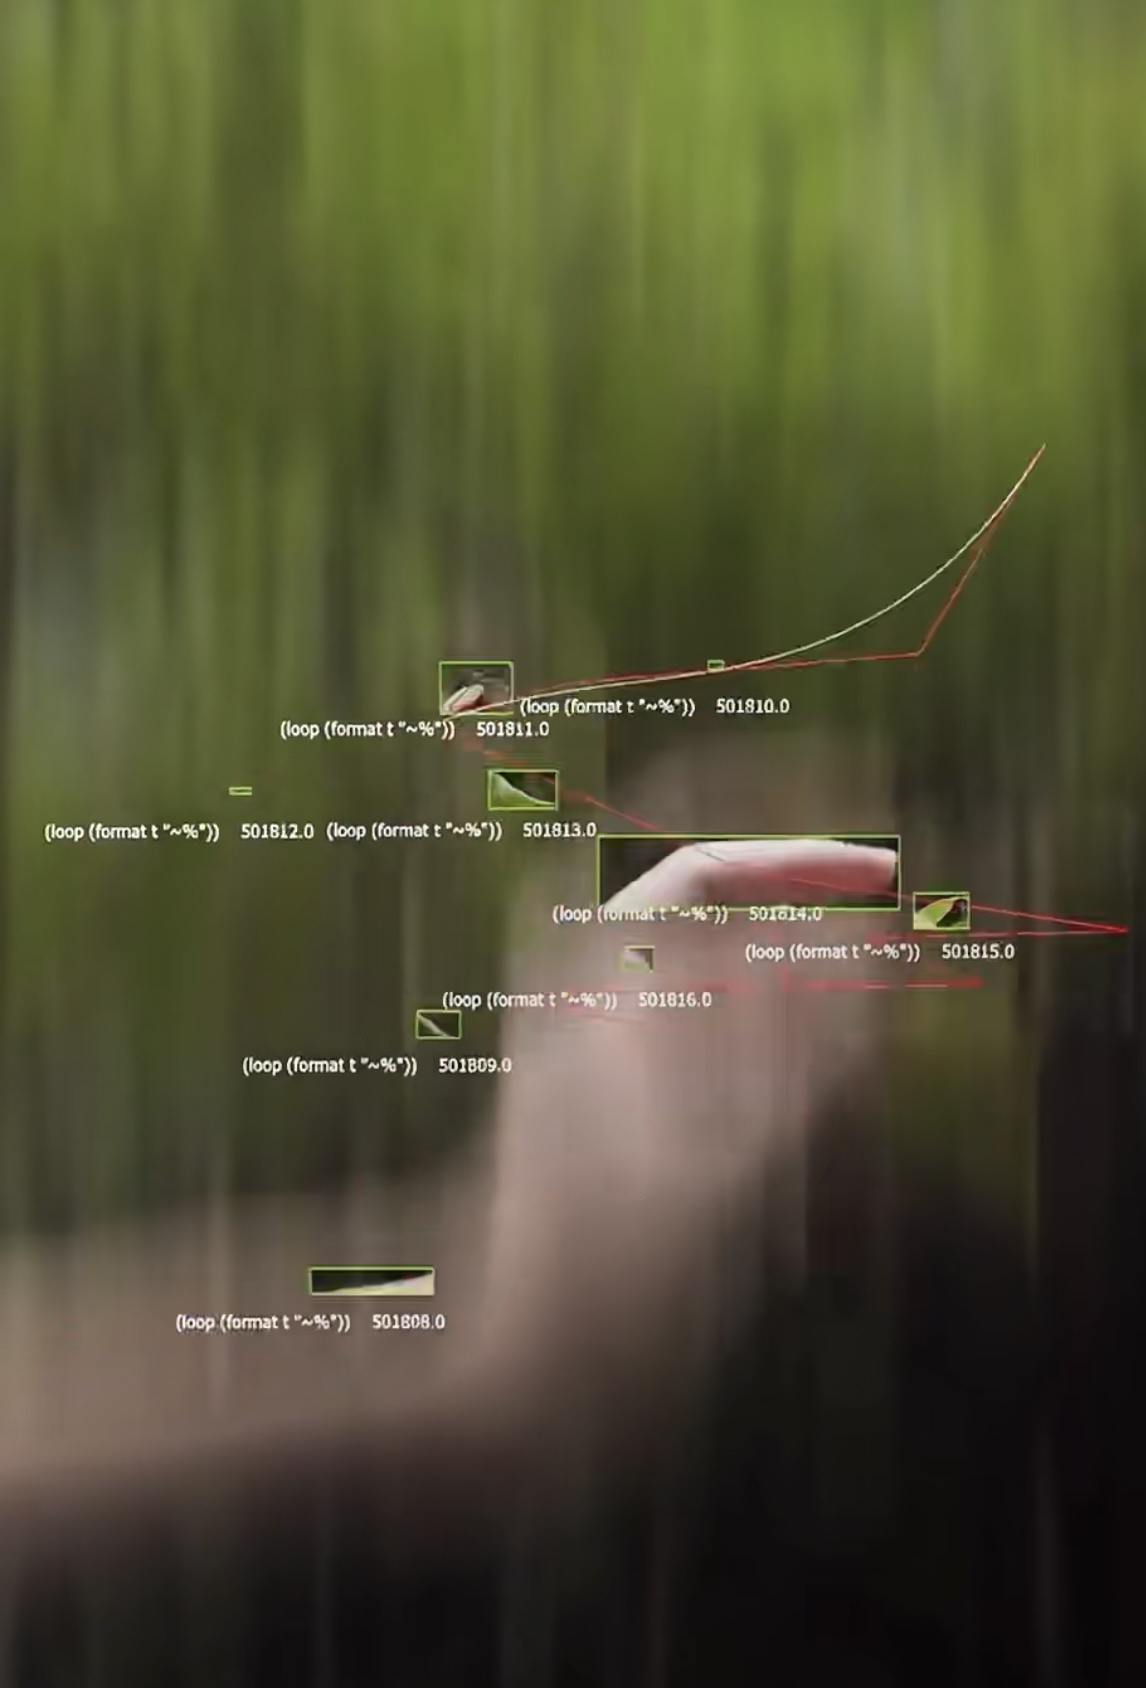 (loop (format t "~%")) 501810.0
(loop (format t "~%")) 501811.0
(loop (format t "~%")) 501812.0
(loop (format t "~%")) 501813.0
(loop (format t "~%")) 501814.0
(loop (format t "~%")) 501815.0
(loop (format t "~%")) 501816.0
(loop (format t "~%")) 501809.0
(loop (format t "~%")) 501808.0